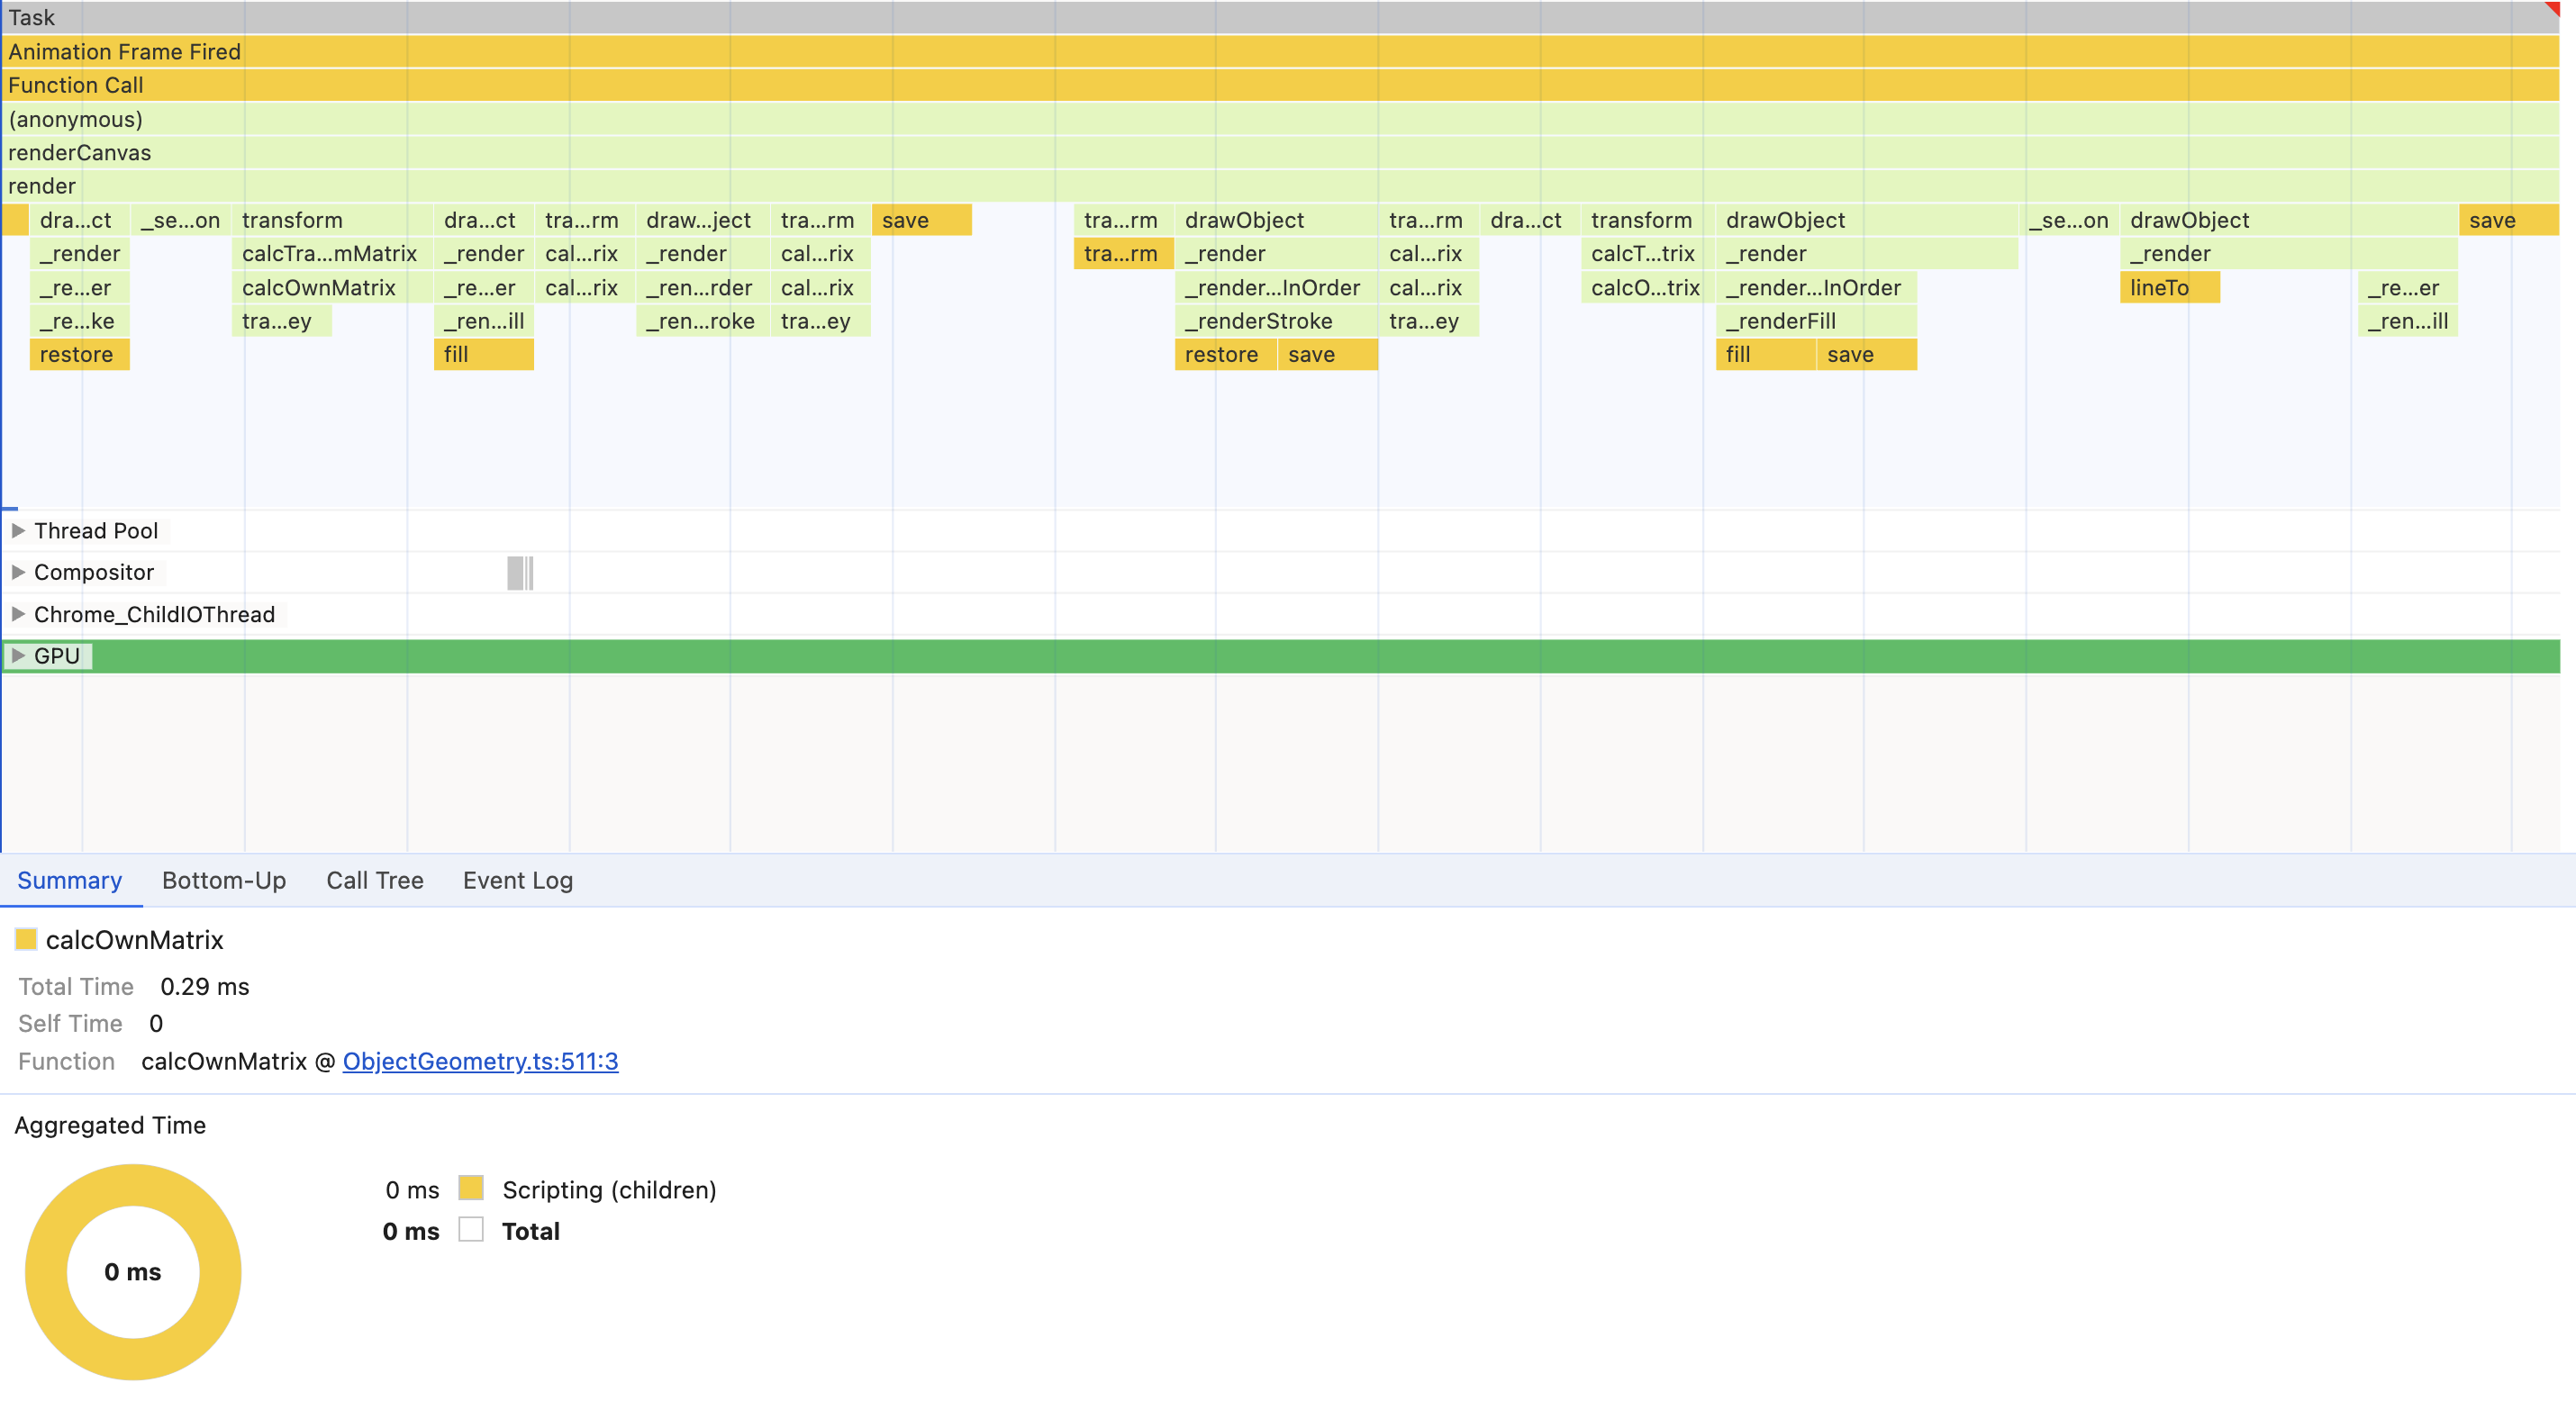 Task
Animation Frame Fired
Function Call
(anonymous)
renderCanvas
render
dra...ct _se...on transform dra...ct tra...rm draw...ject tra...rm save tra...rm drawObject tra...rm dra...ct transform drawObject _se...on drawObject save
_render calcTra...mMatrix _render cal...rix _render cal...rix tra...rm _render cal...rix calcT...trix _render _render
_re...er calcOwnMatrix _re...er cal...rix _ren...rder cal...rix _render...InOrder cal...rix calcO...trix _render...InOrder lineTo _re...er
_re...ke tra...ey _ren...ill _ren...roke tra...ey _renderStroke tra...ey _renderFill _ren...ill
restore fill restore save fill save
Thread Pool
Compositor
Chrome_ChildIOThread
GPU
Summary Bottom-Up Call Tree Event Log
calcOwnMatrix
Total Time 0.29 ms
Self Time 0
Function calcOwnMatrix @ ObjectGeometry.ts:511:3
Aggregated Time
0 ms Scripting (children)
0 ms Total
0 ms